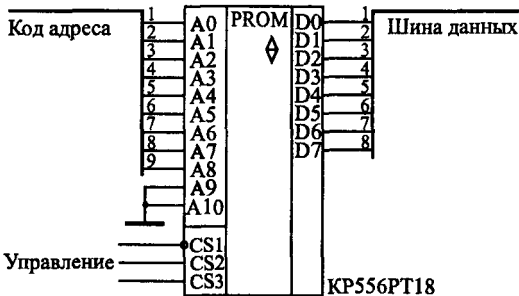 Код адреса
1
2
3
4
5
6
7
8
9
A0
A1
A2
A3
A4
A5
A6
A7
A8
A9
A10
Управление
CS1
CS2
CS3
PROM
D0
D1
D2
D3
D4
D5
D6
D7
1
2
3
4
5
6
7
8
Шина данных
КР556РТ18